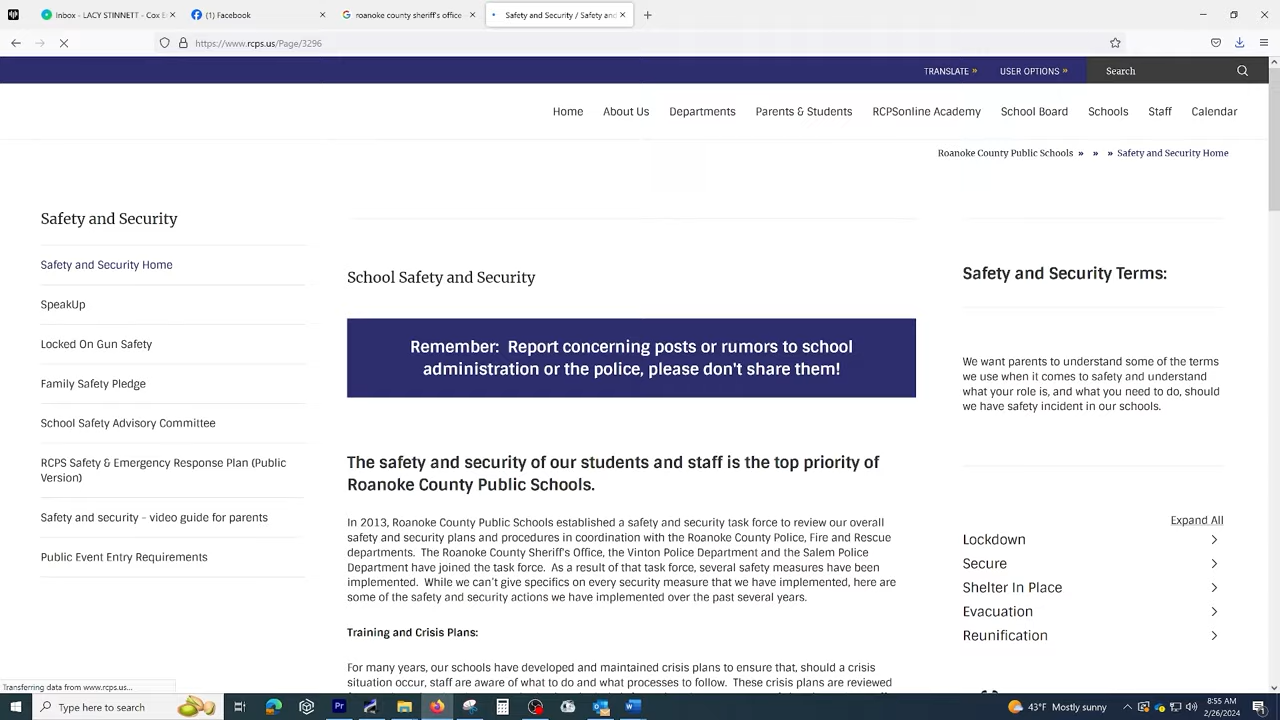 Inbox - LACY STINNETT - Cox E
(1) Facebook
roanoke county sheriff's office
Safety and Security / Safety and
https://www.rcps.us/Page/3296
TRANSLATE »
USER OPTIONS »
Search
Home
About Us
Departments
Parents & Students
RCPSonline Academy
School Board
Schools
Staff
Calendar
Roanoke County Public Schools » » » Safety and Security Home
Safety and Security
Safety and Security Home
SpeakUp
Locked On Gun Safety
Family Safety Pledge
School Safety Advisory Committee
RCPS Safety & Emergency Response Plan (Public
Version)
Safety and security - video guide for parents
Public Event Entry Requirements
School Safety and Security
Remember: Report concerning posts or rumors to school
administration or the police, please don't share them!
The safety and security of our students and staff is the top priority of
Roanoke County Public Schools.
In 2013, Roanoke County Public Schools established a safety and security task force to review our overall
safety and security plans and procedures in coordination with the Roanoke County Police, Fire and Rescue
departments. The Roanoke County Sheriff's Office, the Vinton Police Department and the Salem Police
Department have joined the task force. As a result of that task force, several safety measures have been
implemented. While we can't give specifics on every security measure that we have implemented, here are
some of the safety and security actions we have implemented over the past several years.
Training and Crisis Plans:
For many years, our schools have developed and maintained crisis plans to ensure that, should a crisis
situation occur, staff are aware of what to do and what processes to follow. These crisis plans are reviewed
Safety and Security Terms:
We want parents to understand some of the terms
we use when it comes to safety and understand
what your role is, and what you need to do, should
we have safety incident in our schools.
Expand All
Lockdown
Secure
Shelter In Place
Evacuation
Reunification
Transferring data from www.rcps.us...
Type here to search
43°F Mostly sunny
8:55 AM
2/26/2024